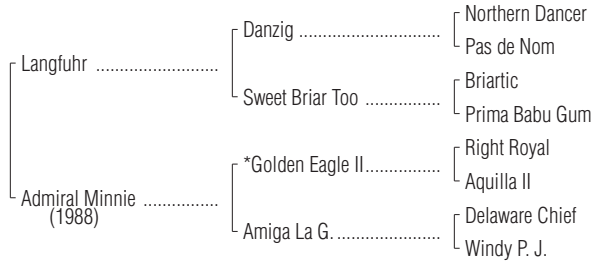 Northern Dancer
Danzig ..............................
Pas de Nom
Langfuhr ..........................
Briartic
Sweet Briar Too ................
Prima Babu Gum
Right Royal
*Golden Eagle II................
Aquilla II
Admiral Minnie ................
(1988)
Delaware Chief
Amiga La G. ......................
Windy P. J.